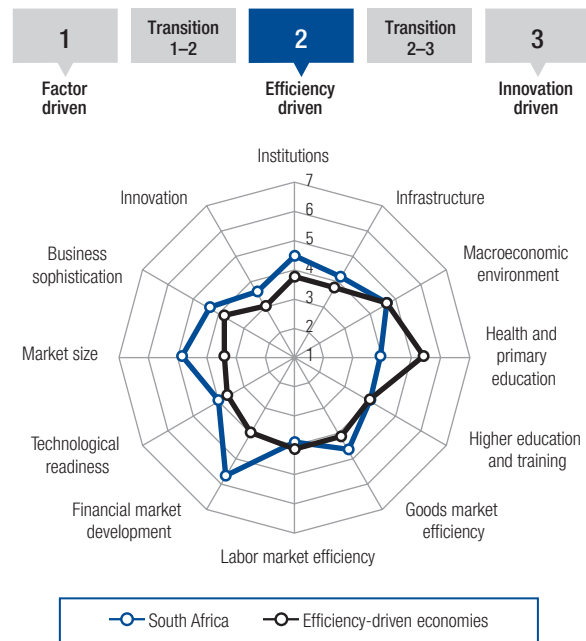 1
Transition
1–2
2
Transition
2–3
3
Factor
driven
Efficiency
driven
Innovation
driven
Institutions
7
6
5
4
3
2
1
Infrastructure
Macroeconomic
environment
Health and
primary
education
Higher education
and training
Goods market
efficiency
Labor market efficiency
Financial market
development
Technological
readiness
Market size
Business
sophistication
Innovation
South Africa
Efficiency-driven economies